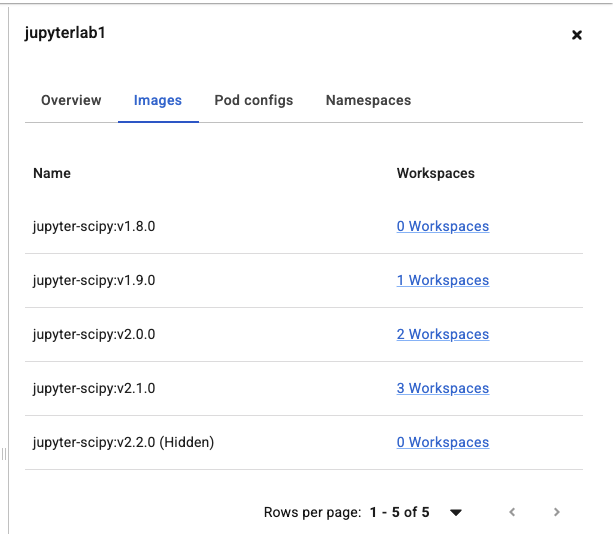 jupyterlab1
Overview Images Pod configs Namespaces
Name Workspaces
jupyter-scipy:v1.8.0 0 Workspaces
jupyter-scipy:v1.9.0 1 Workspaces
jupyter-scipy:v2.0.0 2 Workspaces
jupyter-scipy:v2.1.0 3 Workspaces
jupyter-scipy:v2.2.0 (Hidden) 0 Workspaces
Rows per page: 1 - 5 of 5